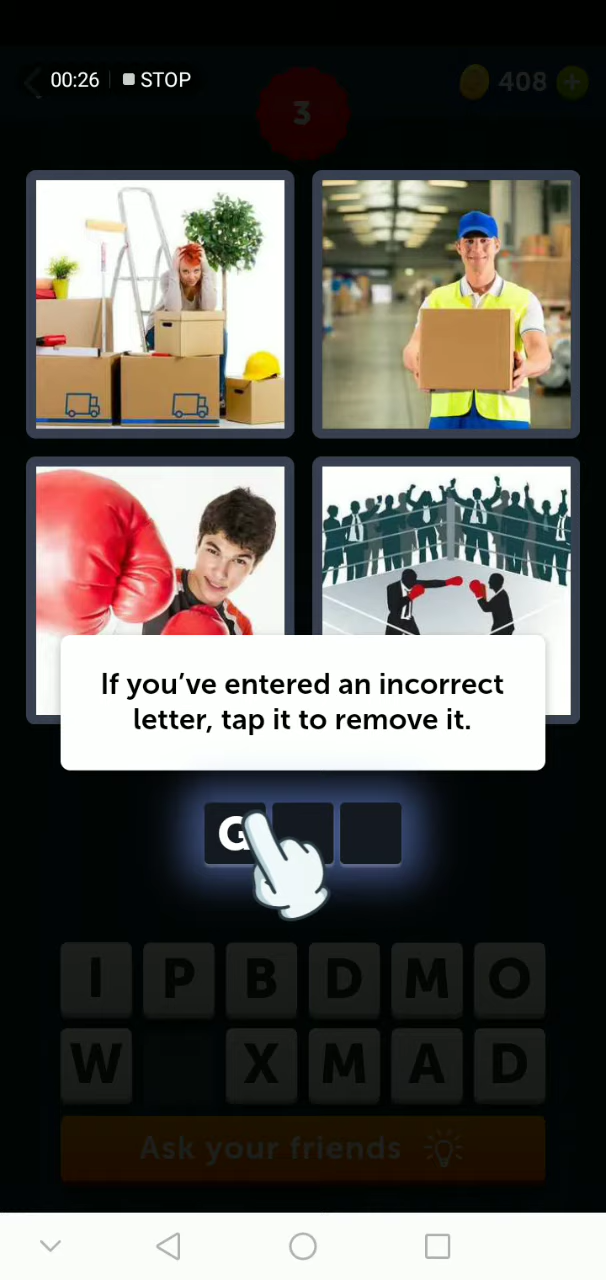 00:26 STOP
408 +
3
If you've entered an incorrect
letter, tap it to remove it.
G
I P B D M O
W X M A D
Ask your friends